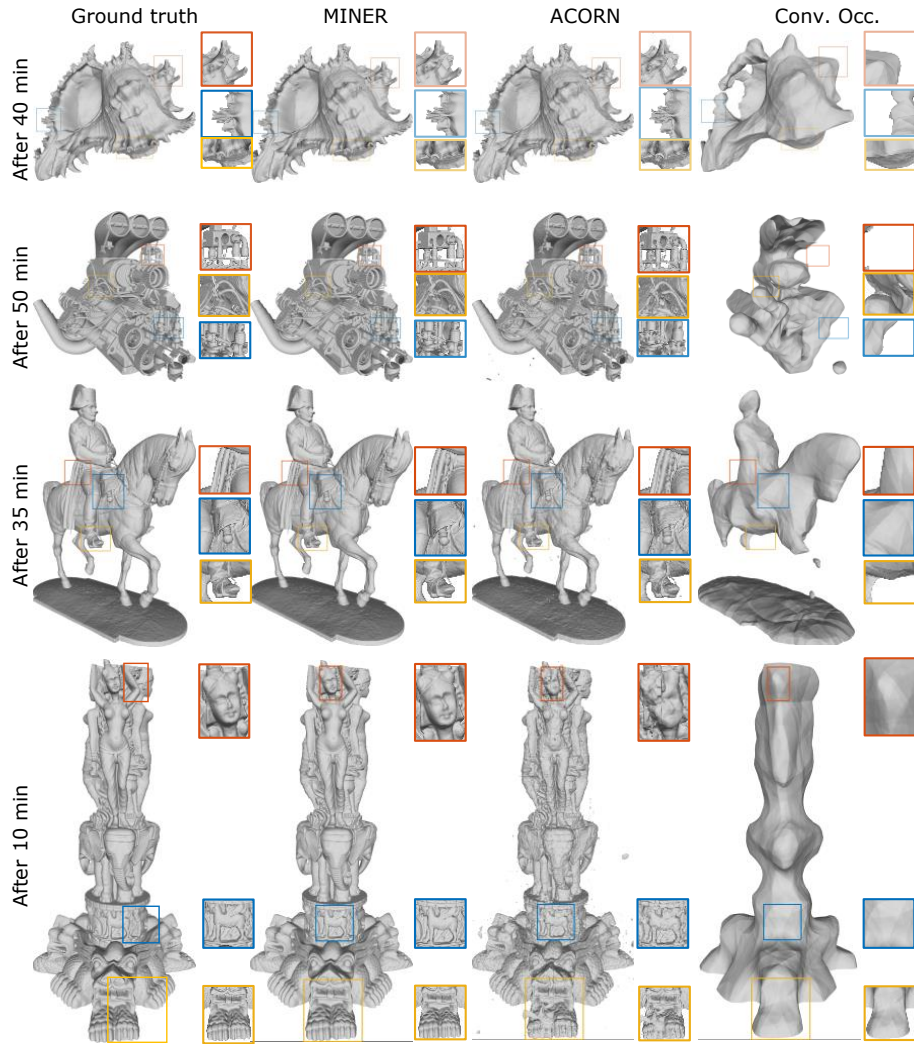 Ground truth MINER ACORN Conv. Occ.
After 40 min
After 50 min
After 35 min
After 10 min